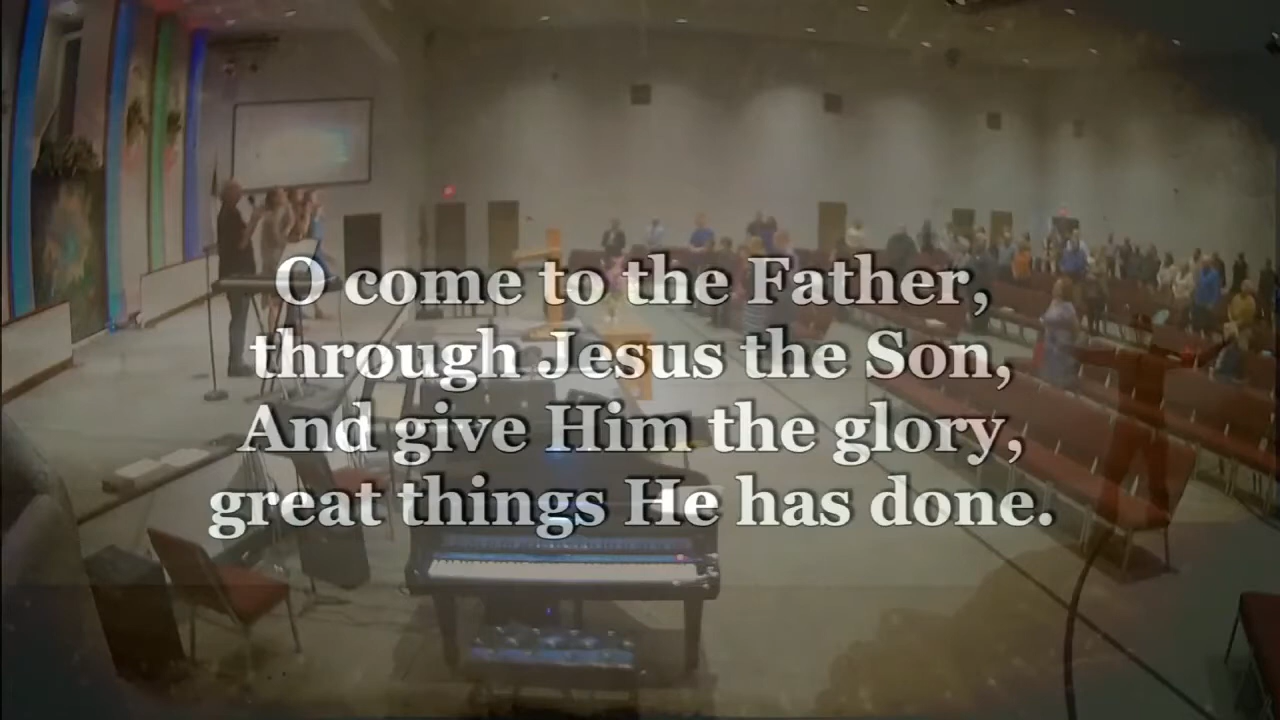 O come to the Father,
through Jesus the Son,
And give Him the glory,
great things He has done.